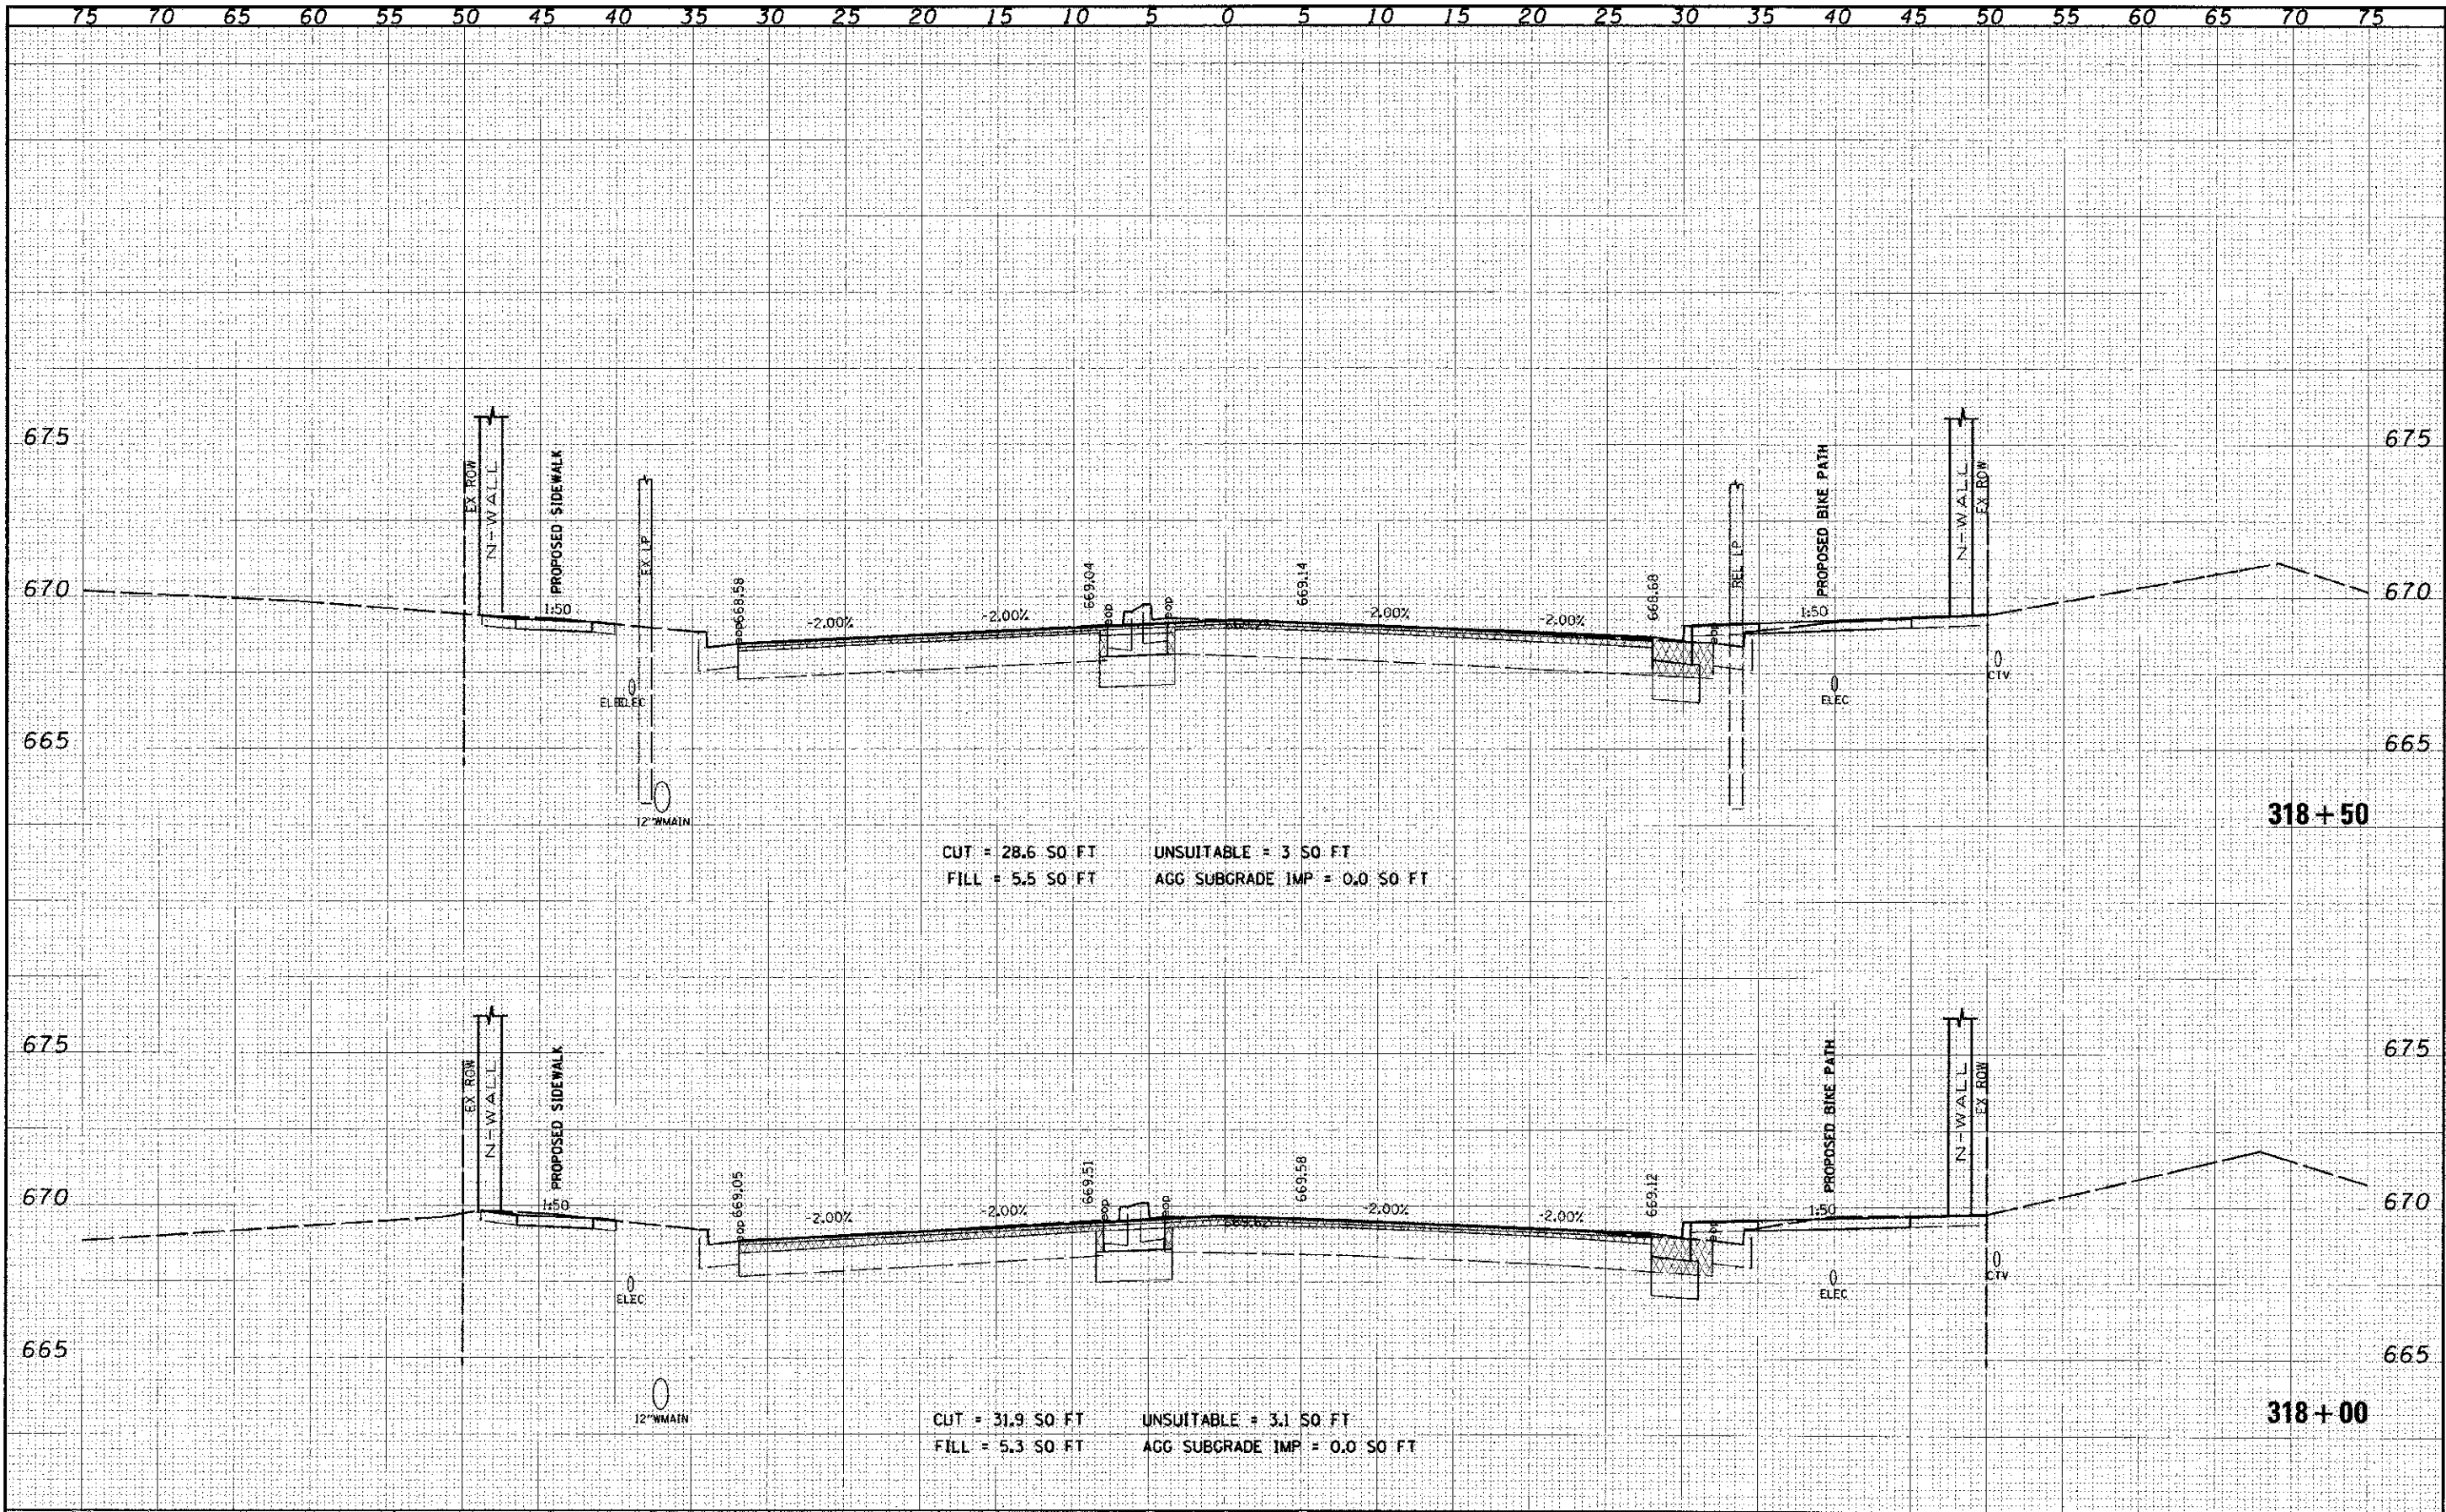 75 70 65 60 55 50 45 40 35 30 25 20 15 10 5 0 5 10 15 20 25 30 35 40 45 50 55 60 65 70 75
675
EX ROW
N-WALL
PROPOSED SIDEWALK
EX LP
REL LP
PROPOSED BIKE PATH
N-WALL
EX ROW
675
670
1:50
eop
668.58
-2.00%
-2.00%
669.04
eop
eop
669.14
-2.00%
-2.00%
668.68
eop
1:50
670
ELEC
ELEC
CTV
665
665
12"WMAIN
318+50
CUT = 28.6 SQ FT UNSUITABLE = 3 SQ FT
FILL = 5.5 SQ FT AGG SUBGRADE IMP = 0.0 SQ FT
675
EX ROW
N-WALL
PROPOSED SIDEWALK
PROPOSED BIKE PATH
N-WALL
EX ROW
675
670
1:50
eop
669.05
-2.00%
-2.00%
669.51
eop
eop
669.58
-2.00%
-2.00%
669.12
eop
1:50
670
ELEC
ELEC
CTV
665
665
12"WMAIN
318+00
CUT = 31.9 SQ FT UNSUITABLE = 3.1 SQ FT
FILL = 5.3 SQ FT AGG SUBGRADE IMP = 0.0 SQ FT